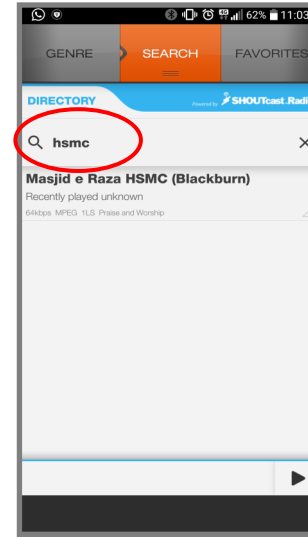 62% 11:03
GENRE SEARCH FAVORITES
DIRECTORY Powered by SHOUTcast .Radi
hsmc
Masjid e Raza HSMC (Blackburn)
Recently played unknown
64kbps MPEG 1LS Praise and Worship